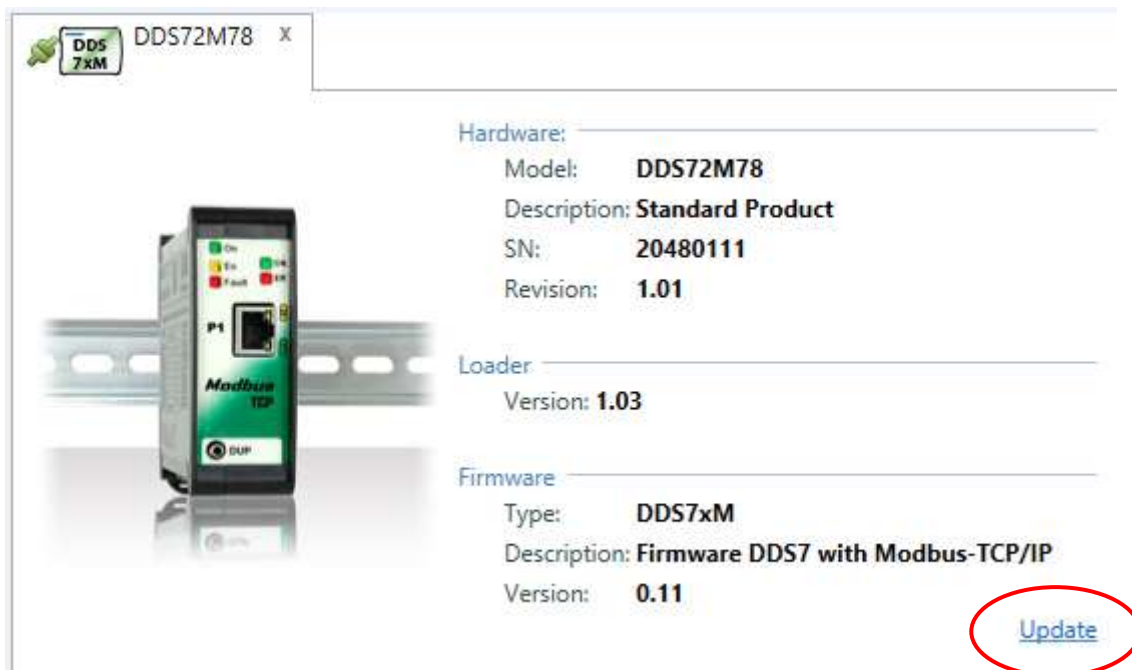 DDS
7xM
DDS72M78 x
Hardware:
Model: DDS72M78
Description: Standard Product
SN: 20480111
Revision: 1.01
On
En
Fault
P1
Modbus
TCP
DUP
Loader
Version: 1.03
Firmware
Type: DDS7xM
Description: Firmware DDS7 with Modbus-TCP/IP
Version: 0.11
Update